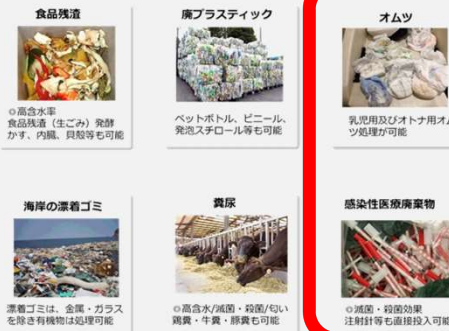 食品残渣
◎高含水率
食品残渣（生ごみ）発酵
かす、内臓、貝殻等も可能
廃プラスティック
ペットボトル、ビニール、
発泡スチロール等も可能
オムツ
乳児用及びオトナ用オム
ツ処理が可能
海岸の漂着ゴミ
漂着ゴミは、金属・ガラス
を除き有機物は処理可能
糞尿
◎高含水/滅菌・殺菌/匂い
鶏糞・牛糞・豚糞も可能
感染性医療廃棄物
◎滅菌・殺菌効果
注射針等も直接投入可能